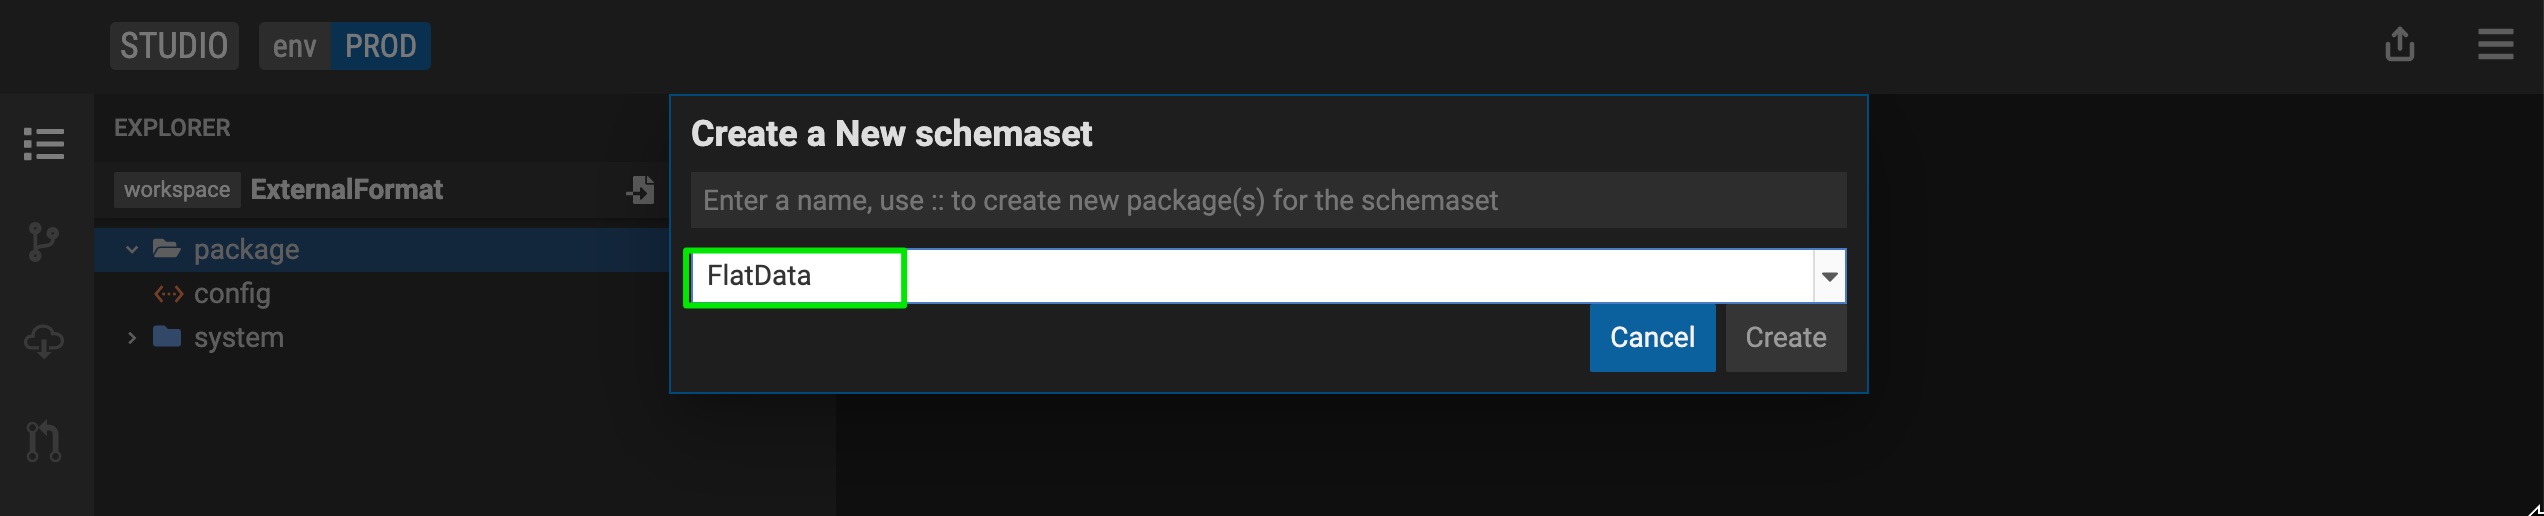 STUDIO env PROD
EXPLORER
workspace ExternalFormat
package
config
system
Create a New schemaset
Enter a name, use :: to create new package(s) for the schemaset
FlatData
Cancel Create